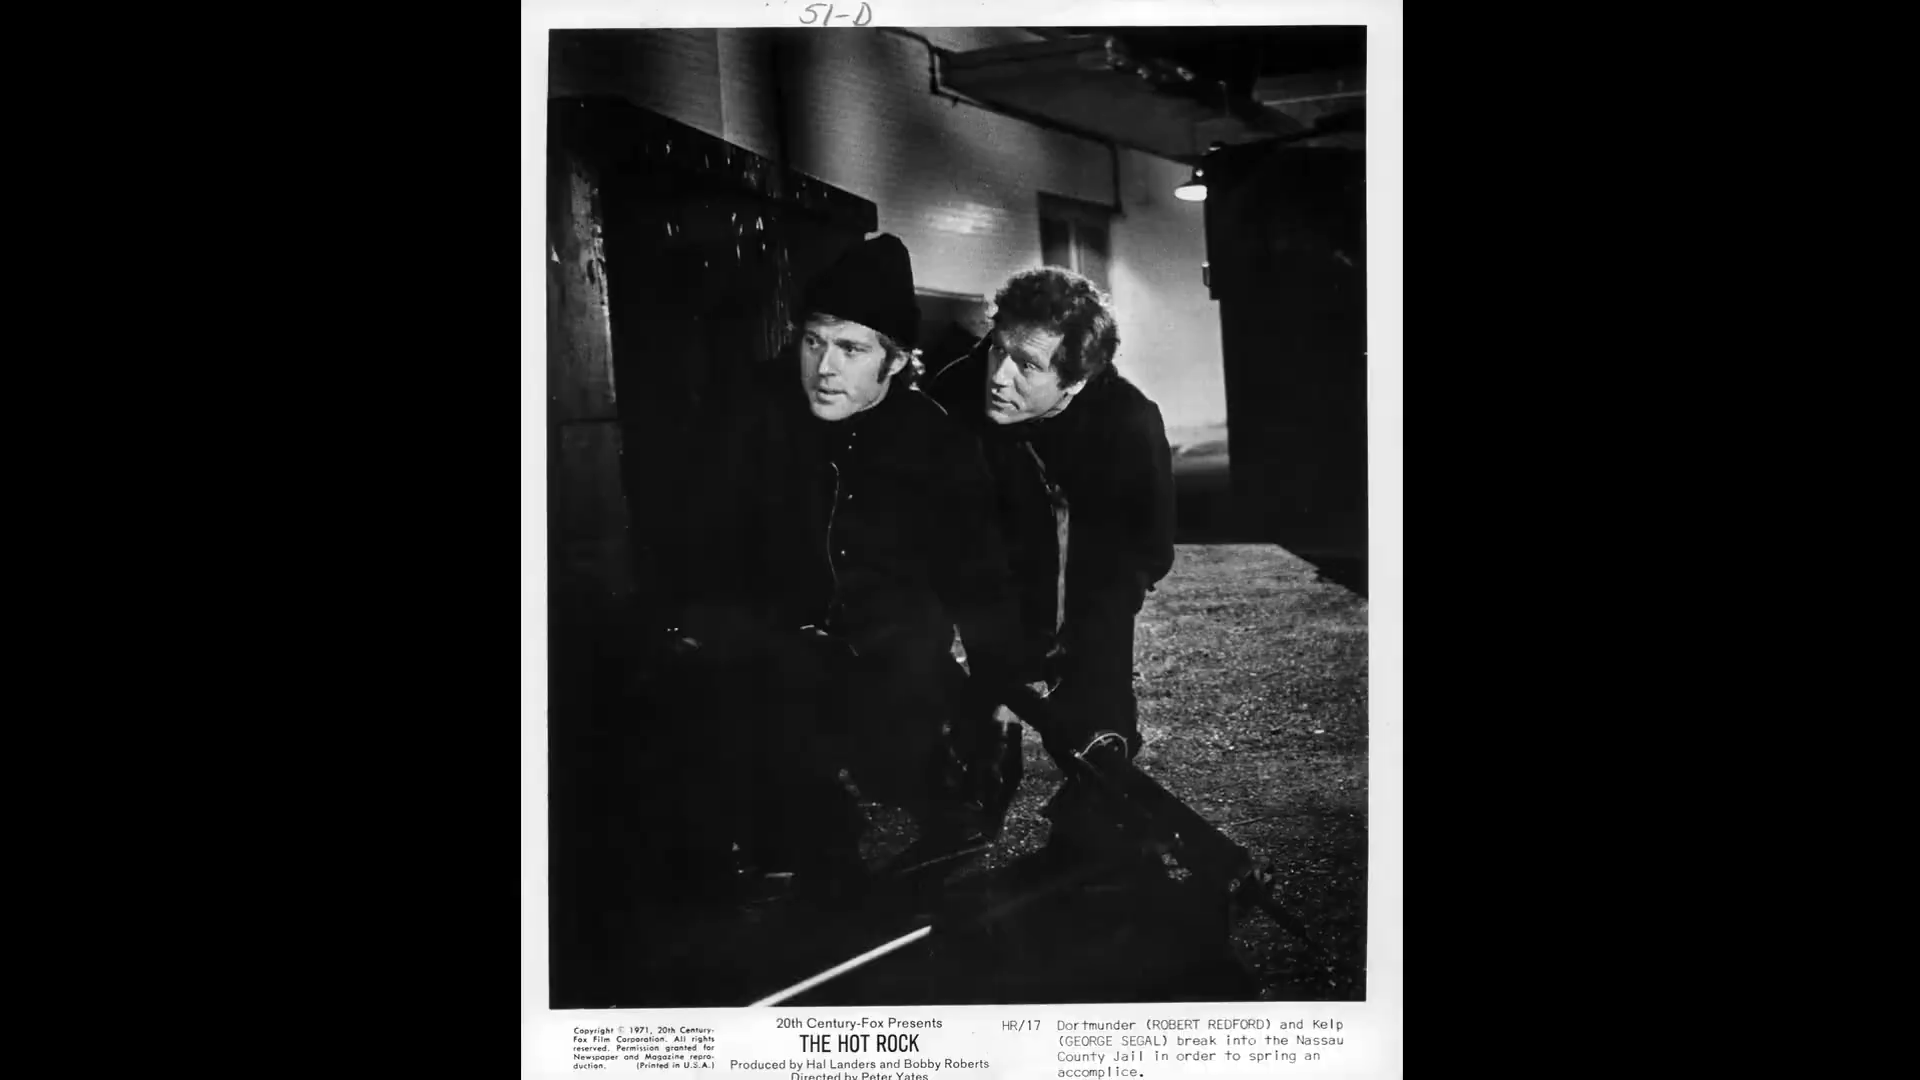 51-D
Copyright © 1971, 20th Century-
Fox Film Corporation. All rights
reserved. Permission granted for
Newspaper and Magazine repro-
duction. (Printed in U.S.A.)
20th Century-Fox Presents
THE HOT ROCK
Produced by Hal Landers and Bobby Roberts
Directed by Peter Yates
HR/17 Dortmunder (ROBERT REDFORD) and Kelp
(GEORGE SEGAL) break into the Nassau
County Jail in order to spring an
accomplice.